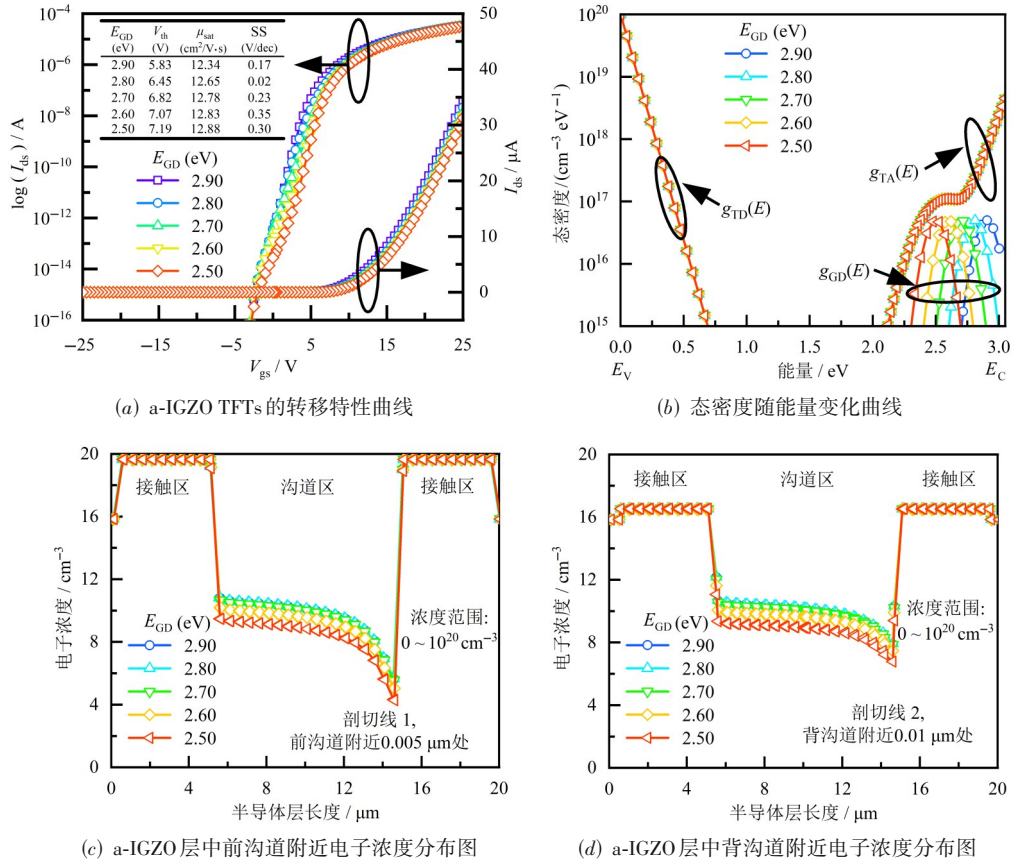 E_GD V_th μ_sat SS
(eV) (V) (cm²/V·s) (V/dec)
2.90 5.83 12.34 0.17
2.80 6.45 12.65 0.02
2.70 6.82 12.78 0.23
2.60 7.07 12.83 0.35
2.50 7.19 12.88 0.30
E_GD (eV)
2.90
2.80
2.70
2.60
2.50
10⁻⁴
10⁻⁶
10⁻⁸
10⁻¹⁰
10⁻¹²
10⁻¹⁴
10⁻¹⁶
log (I_ds) / A
50
40
30
20
10
0
I_ds / μA
−25 −15 −5 5 15 25
V_gs / V
(a) a-IGZO TFTs的转移特性曲线
10²⁰
10¹⁹
10¹⁸
10¹⁷
10¹⁶
10¹⁵
态密度/(cm⁻³ eV⁻¹)
E_GD (eV)
2.90
2.80
2.70
2.60
2.50
g_TA(E)
g_TD(E)
g_GD(E)
0.0 0.5 1.0 1.5 2.0 2.5 3.0
E_V 能量 / eV E_C
(b) 态密度随能量变化曲线
20
16
12
8
4
0
电子浓度 / cm⁻³
接触区 沟道区 接触区
E_GD (eV)
2.90
2.80
2.70
2.60
2.50
浓度范围:
0 ~ 10²⁰ cm⁻³
剖切线 1,
前沟道附近0.005 μm处
0 4 8 12 16 20
半导体层长度 / μm
(c) a-IGZO层中前沟道附近电子浓度分布图
20
16
12
8
4
0
电子浓度 / cm⁻³
接触区 沟道区 接触区
E_GD (eV)
2.90
2.80
2.70
2.60
2.50
浓度范围:
0 ~ 10²⁰ cm⁻³
剖切线 2,
背沟道附近0.01 μm处
0 4 8 12 16 20
半导体层长度 / μm
(d) a-IGZO层中背沟道附近电子浓度分布图